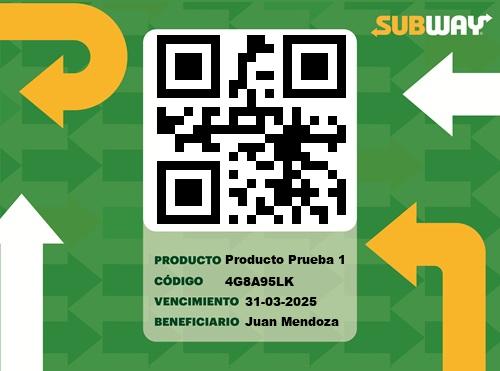 SUBWAY
PRODUCTO Producto Prueba 1
CÓDIGO 4G8A95LK
VENCIMIENTO 31-03-2025
BENEFICIARIO Juan Mendoza